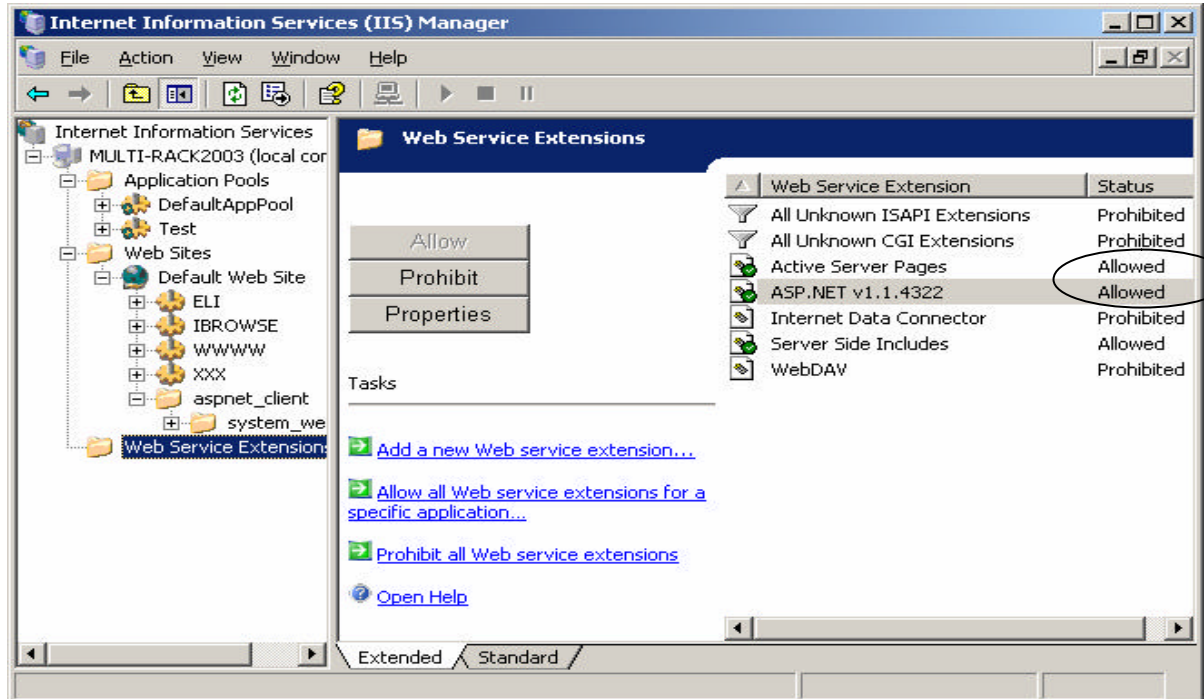 Internet Information Services (IIS) Manager
File Action View Window Help
Internet Information Services
MULTI-RACK2003 (local cor
Application Pools
DefaultAppPool
Test
Web Sites
Default Web Site
ELI
IBROWSE
WWWW
XXX
aspnet_client
system_we
Web Service Extension
Web Service Extensions
Allow
Prohibit
Properties
Tasks
Add a new Web service extension...
Allow all Web service extensions for a
specific application...
Prohibit all Web service extensions
Open Help
Web Service Extension Status
All Unknown ISAPI Extensions Prohibited
All Unknown CGI Extensions Prohibited
Active Server Pages Allowed
ASP.NET v1.1.4322 Allowed
Internet Data Connector Prohibited
Server Side Includes Allowed
WebDAV Prohibited
Extended Standard